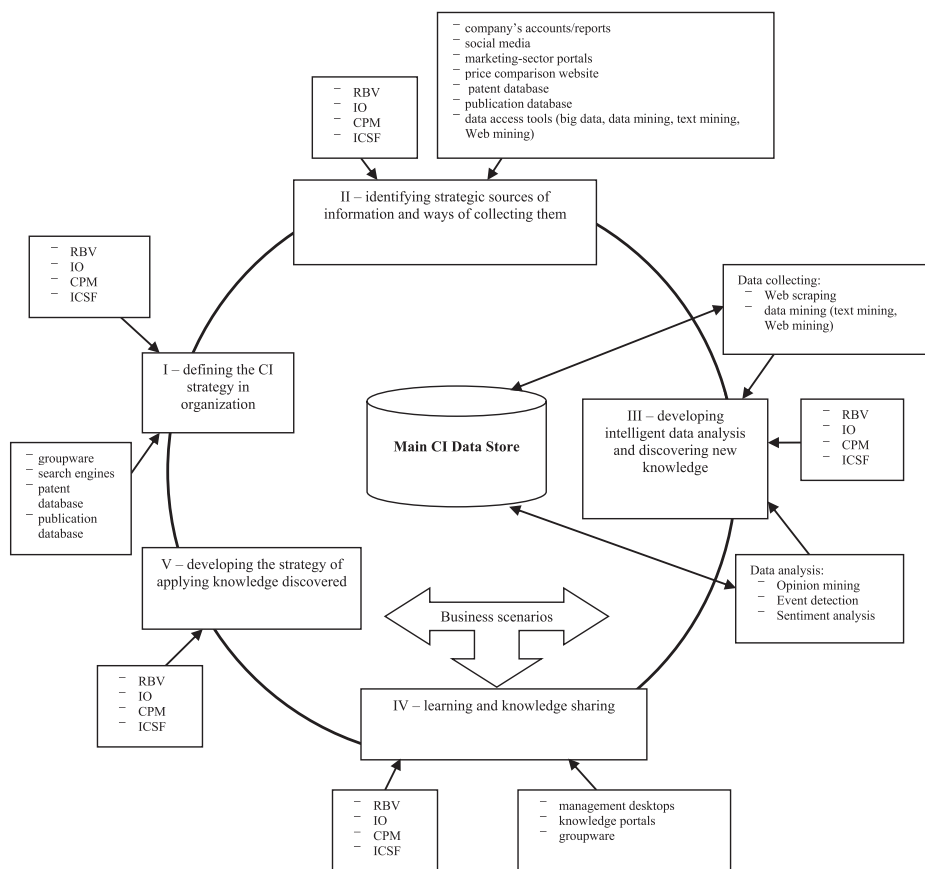 – company’s accounts/reports
– social media
– marketing-sector portals
– price comparison website
– patent database
– publication database
– data access tools (big data, data mining, text mining,
Web mining)
– RBV
– IO
– CPM
– ICSF
II – identifying strategic sources of
information and ways of collecting them
– RBV
– IO
– CPM
– ICSF
Data collecting:
– Web scraping
– data mining (text mining,
Web mining)
I – defining the CI
strategy in
organization
Main CI Data Store
III – developing
intelligent data analysis
and discovering new
knowledge
– RBV
– IO
– CPM
– ICSF
– groupware
– search engines
– patent
database
– publication
database
V – developing the strategy of
applying knowledge discovered
Data analysis:
– Opinion mining
– Event detection
– Sentiment analysis
Business scenarios
– RBV
– IO
– CPM
– ICSF
IV – learning and knowledge sharing
– RBV
– IO
– CPM
– ICSF
– management desktops
– knowledge portals
– groupware